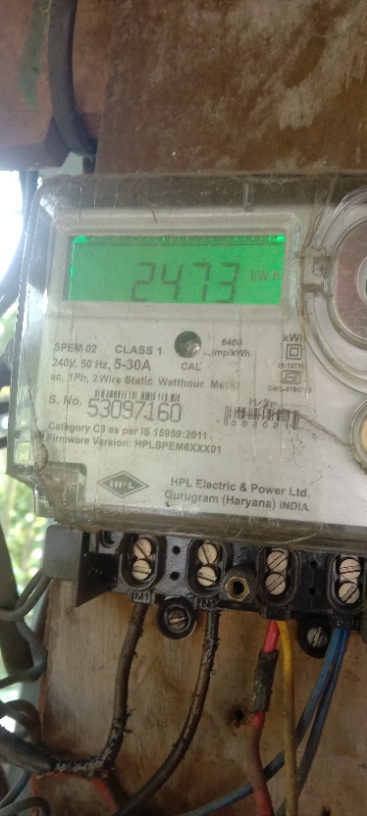 2473 kWh
SPEM 02 CLASS 1
6400 imp/kWh
240V, 50 Hz, 5-30A
CAL
ac, 1Ph, 2 Wire Static Watthour
S. No. 53097160
Category C3 as per IS 15959:2011
Firmware Version: HPLSPEM6XXX01
HPL
HPL Electric & Power Ltd.
Gurugram (Haryana) INDIA
M1